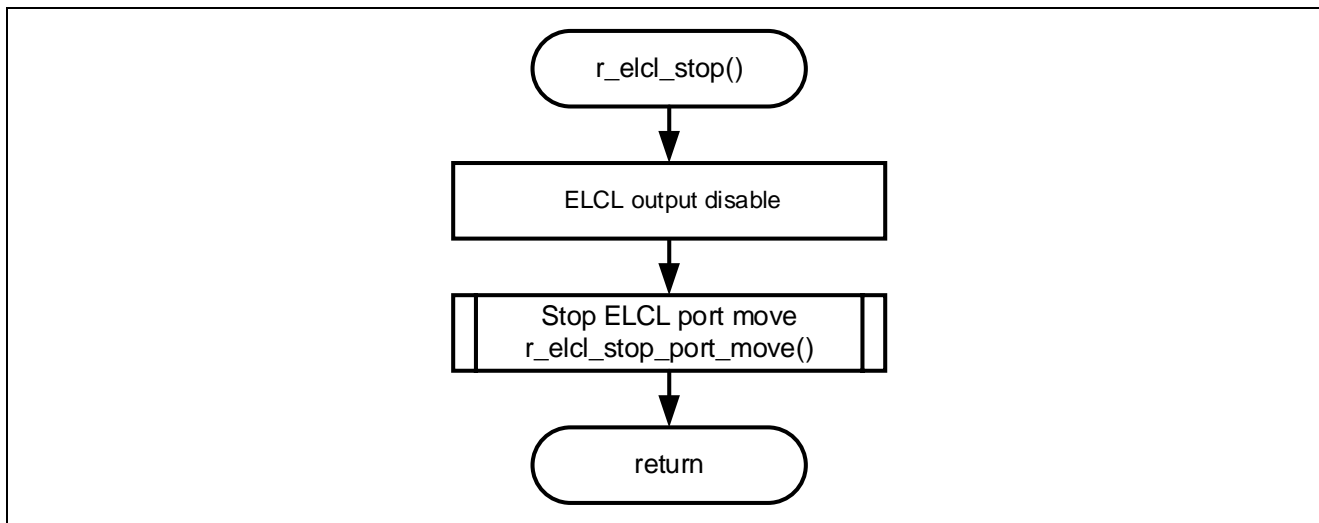 r_elcl_stop()
ELCL output disable
Stop ELCL port move
r_elcl_stop_port_move()
return